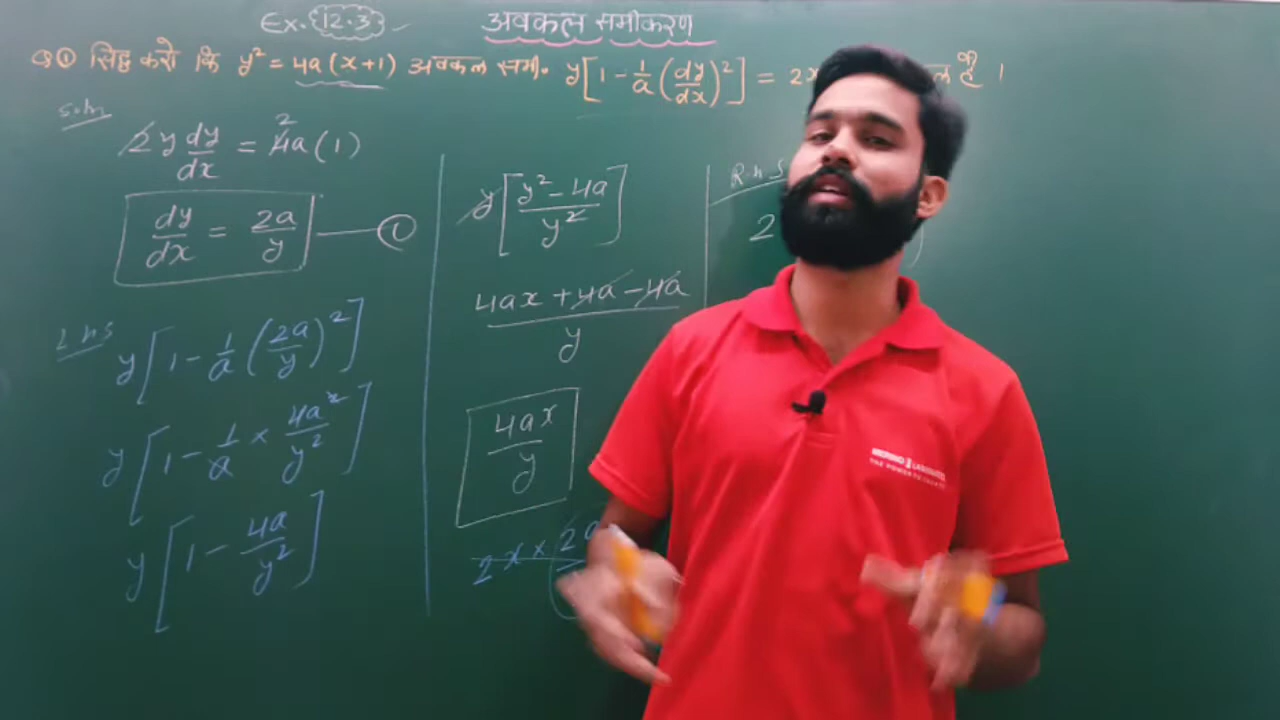 Ex. 12.3
अवकल समीकरण
Q① सिद्ध करो कि y² = 4a(x+1) अवकल समी. y[1 - 1/a (dy/dx)²] = 2x
Soln
2y dy/dx = 4a(1)
2
dy/dx = 2a/y —— ①
L.H.S
y[1 - 1/a (2a/y)²]
y[1 - 1/a × 4a²/y²]
y[1 - 4a/y²]
y[(y² - 4a)/y²]
(4ax + 4a - 4a)/y
4ax/y
2x × 2a
R.H.S
2